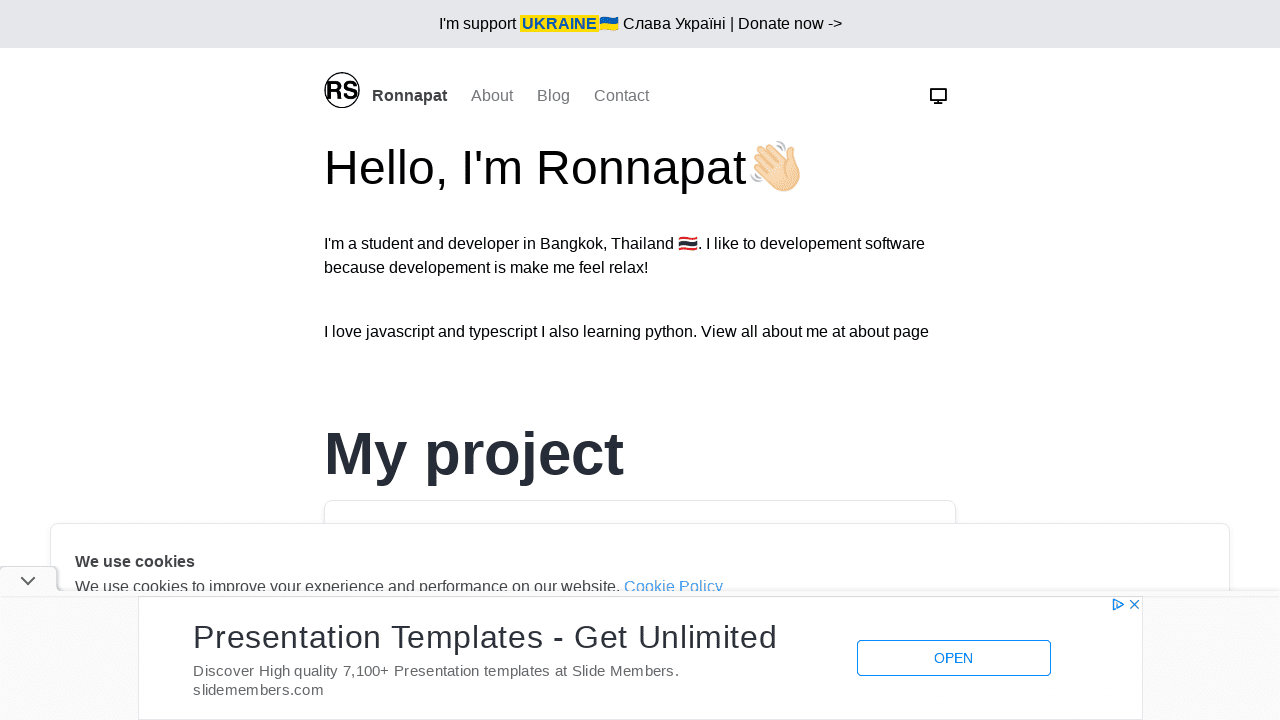 I'm support UKRAINE🇺🇦 Слава Україні | Donate now ->
RS Ronnapat About Blog Contact
Hello, I'm Ronnapat👋🏻
I'm a student and developer in Bangkok, Thailand 🇹🇭. I like to developement software
because developement is make me feel relax!
I love javascript and typescript I also learning python. View all about me at about page
My project
We use cookies
We use cookies to improve your experience and performance on our website. Cookie Policy
Presentation Templates - Get Unlimited
Discover High quality 7,100+ Presentation templates at Slide Members.
slidemembers.com
OPEN